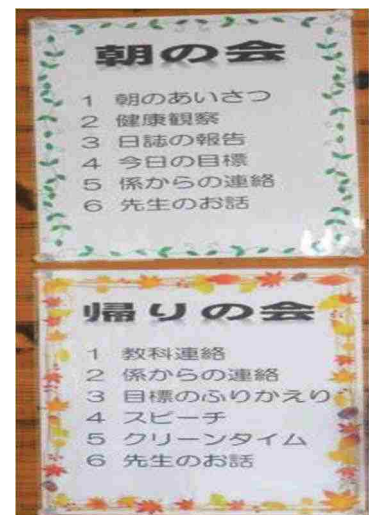 朝の会
1 朝のあいさつ
2 健康観察
3 日誌の報告
4 今日の目標
5 係からの連絡
6 先生のお話
帰りの会
1 教科連絡
2 係からの連絡
3 目標のふりかえり
4 スピーチ
5 クリーンタイム
6 先生のお話